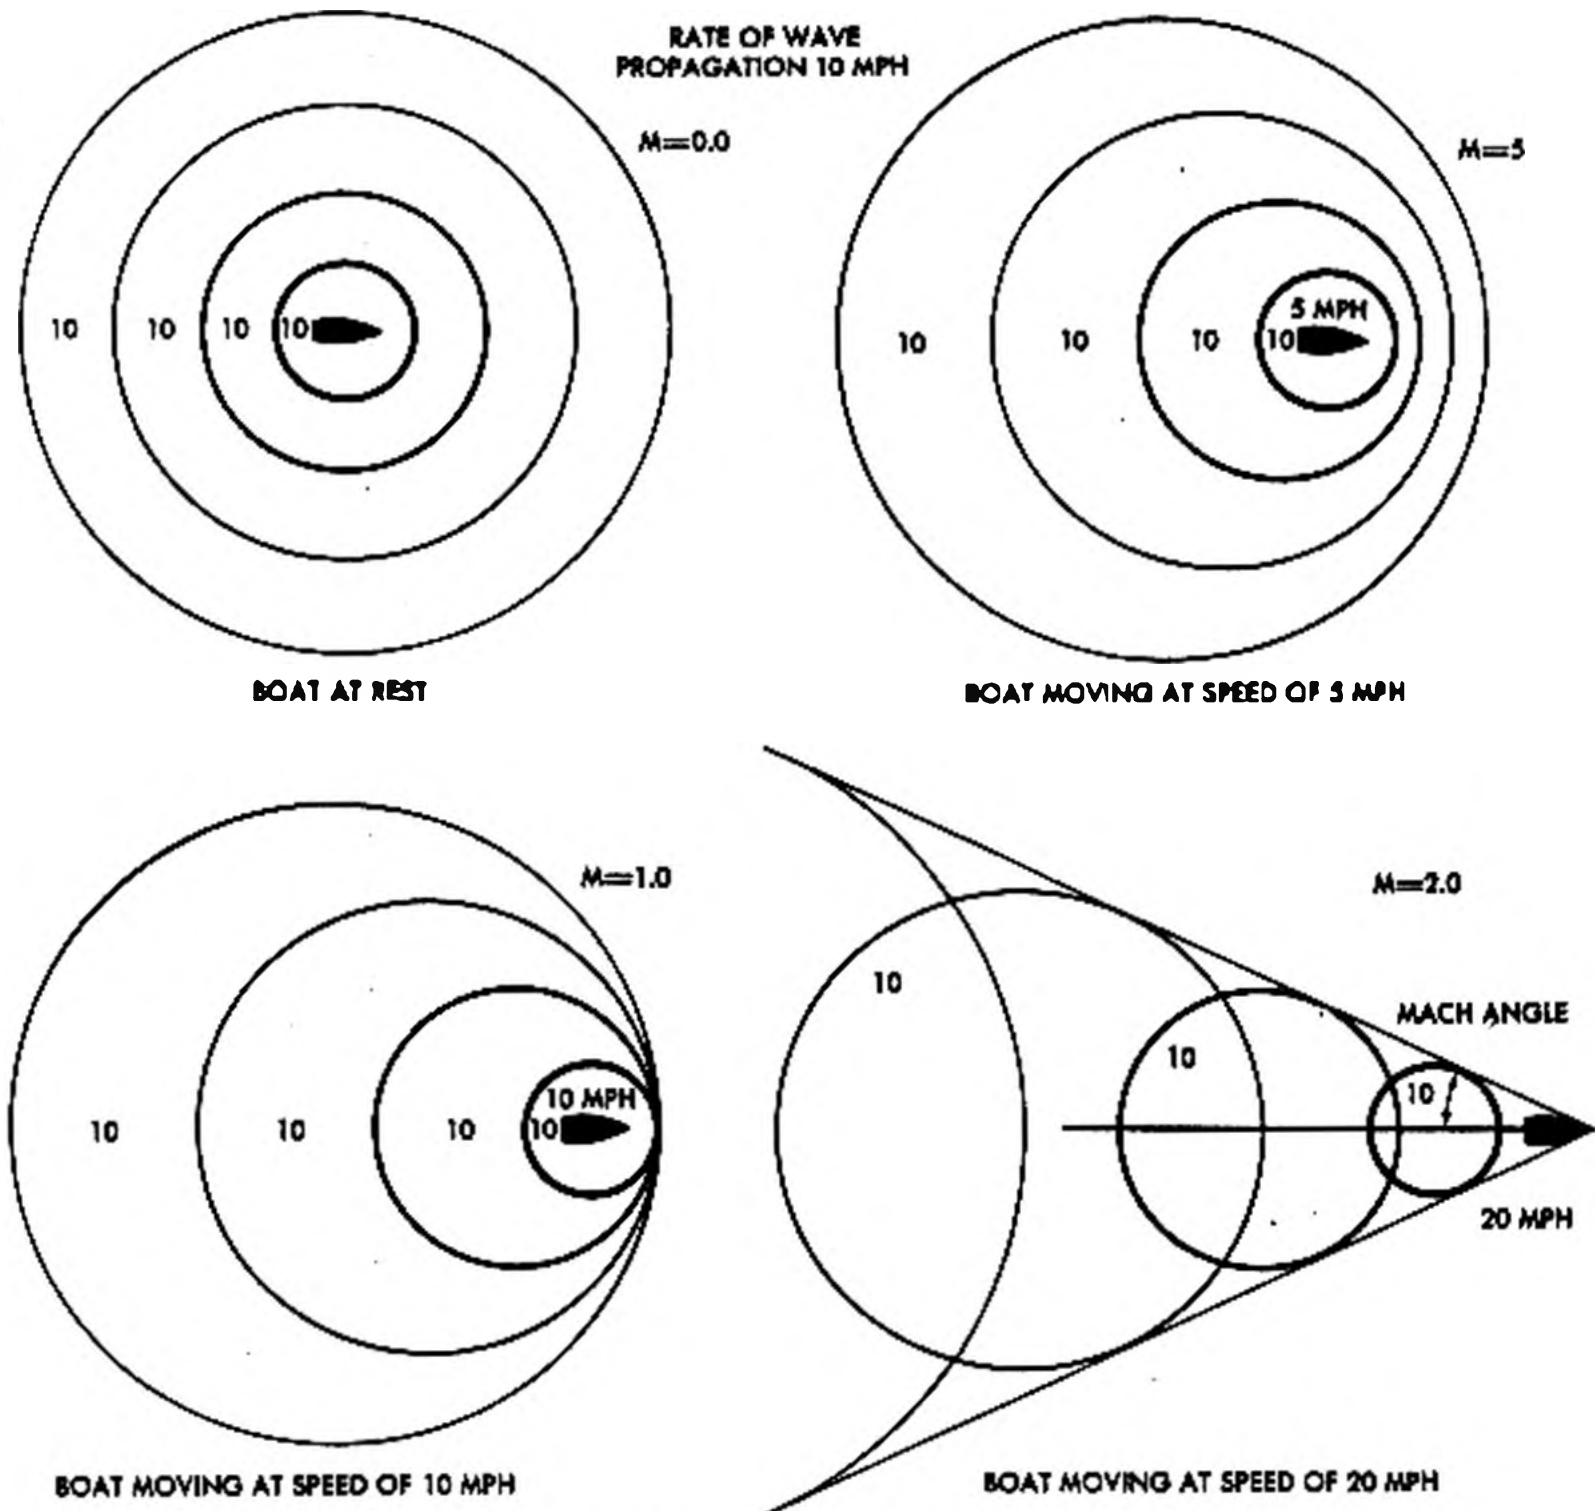 RATE OF WAVE
PROPAGATION 10 MPH
M=0.0
10 10 10 10
BOAT AT REST
M=5
5 MPH
10 10 10 10
BOAT MOVING AT SPEED OF 5 MPH
M=1.0
10 MPH
10 10 10 10
BOAT MOVING AT SPEED OF 10 MPH
M=2.0
10
MACH ANGLE
10
10
20 MPH
BOAT MOVING AT SPEED OF 20 MPH